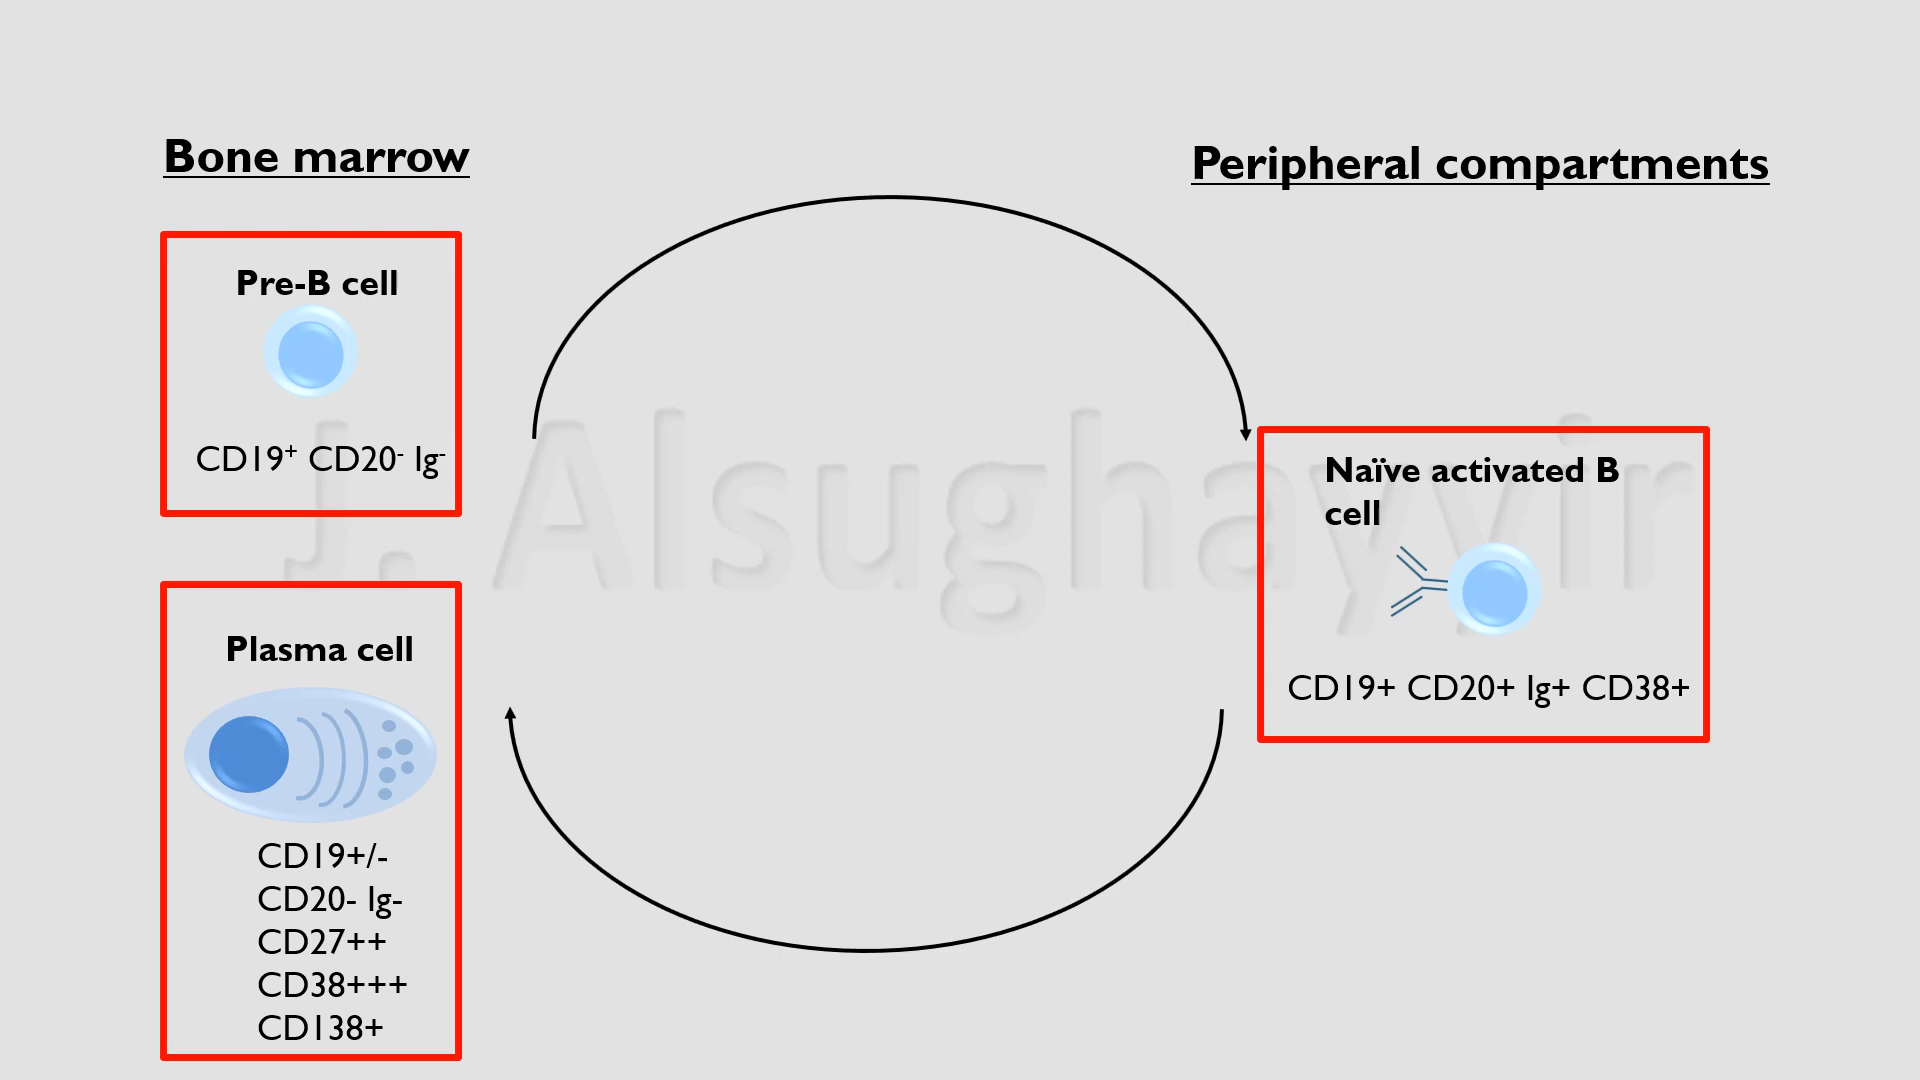 Bone marrow
Peripheral compartments
Pre-B cell
CD19⁺ CD20⁻ Ig⁻
Plasma cell
CD19+/-
CD20- Ig-
CD27++
CD38+++
CD138+
Naïve activated B
cell
CD19+ CD20+ Ig+ CD38+
J. Alsughayyir